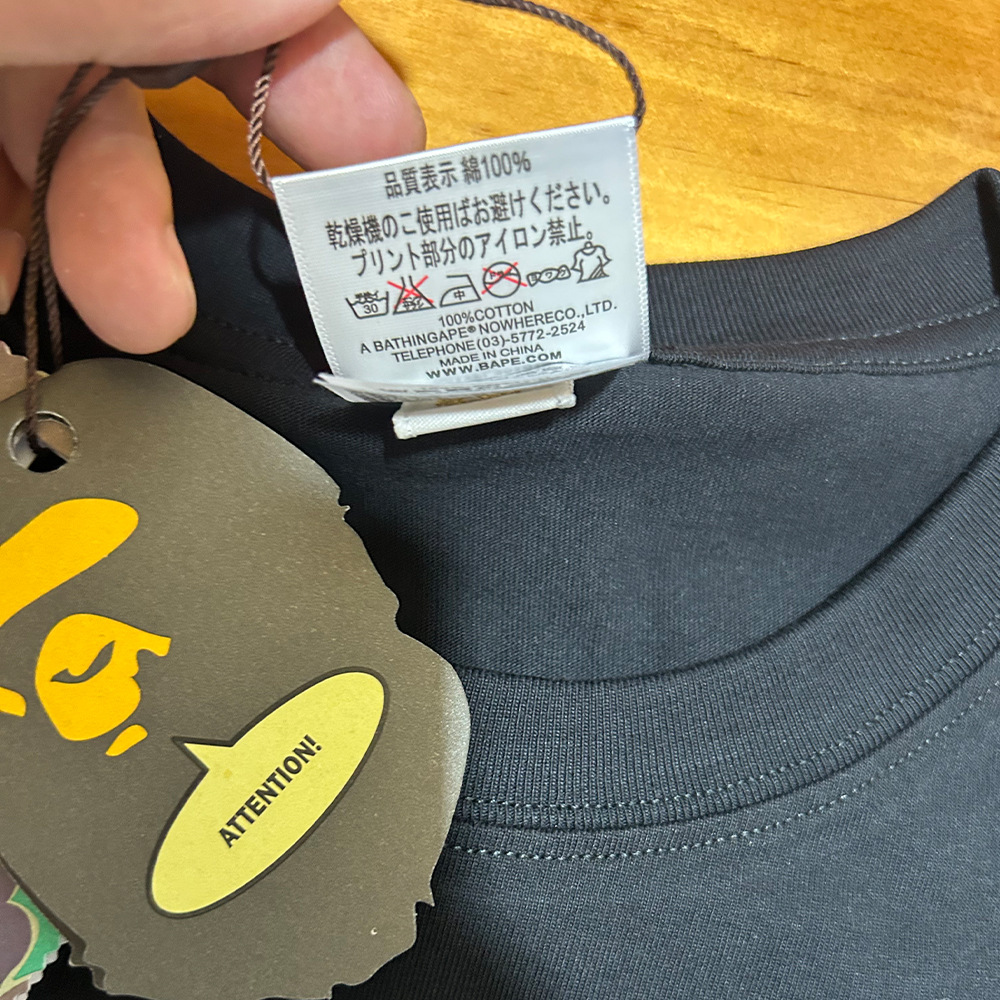 品質表示 綿100%
乾燥機のご使用はお避けください。
プリント部分のアイロン禁止。
30 中
100%COTTON
A BATHINGAPE® NOWHERECO.,LTD.
TELEPHONE (03)-5772-2524
MADE IN CHINA
WWW.BAPE.COM
ATTENTION!